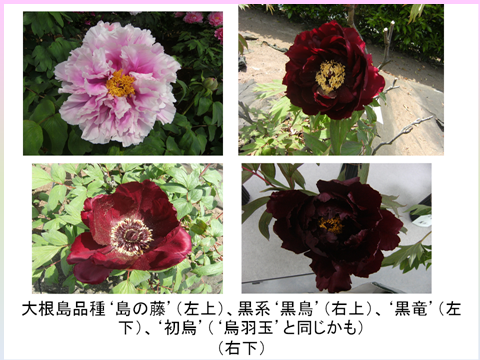 大根島品種‘島の藤’（左上）、黒系‘黒鳥’（右上）、‘黒竜’（左
下）、‘初烏’（‘烏羽玉’と同じかも）
（右下）